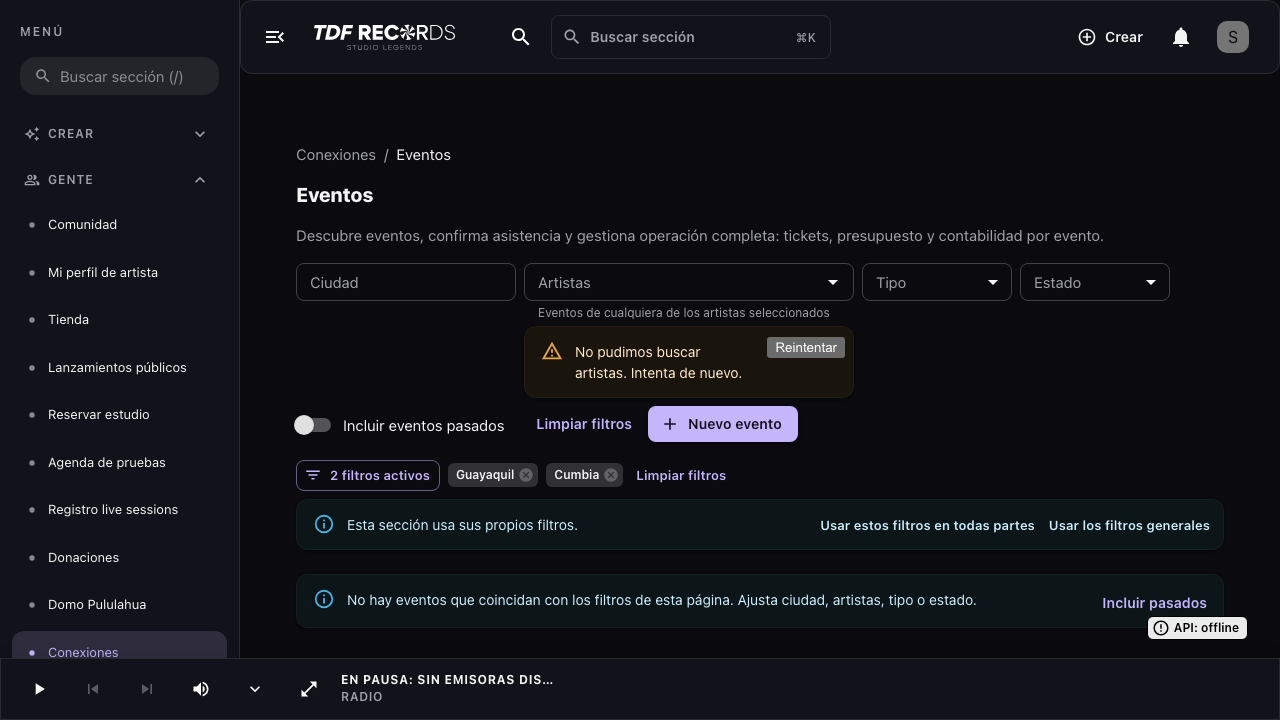 MENÚ
Buscar sección (/)
CREAR
GENTE
Comunidad
Mi perfil de artista
Tienda
Lanzamientos públicos
Reservar estudio
Agenda de pruebas
Registro live sessions
Donaciones
Domo Pululahua
Conexiones
TDF RECORDS
STUDIO LEGENDS
Buscar sección ⌘K
Crear
S
Conexiones / Eventos
Eventos
Descubre eventos, confirma asistencia y gestiona operación completa: tickets, presupuesto y contabilidad por evento.
Ciudad
Artistas
Tipo
Estado
Eventos de cualquiera de los artistas seleccionados
No pudimos buscar
artistas. Intenta de nuevo.
Reintentar
Incluir eventos pasados
Limpiar filtros
Nuevo evento
2 filtros activos
Guayaquil
Cumbia
Limpiar filtros
Esta sección usa sus propios filtros.
Usar estos filtros en todas partes
Usar los filtros generales
No hay eventos que coincidan con los filtros de esta página. Ajusta ciudad, artistas, tipo o estado.
Incluir pasados
API: offline
EN PAUSA: SIN EMISORAS DIS...
RADIO